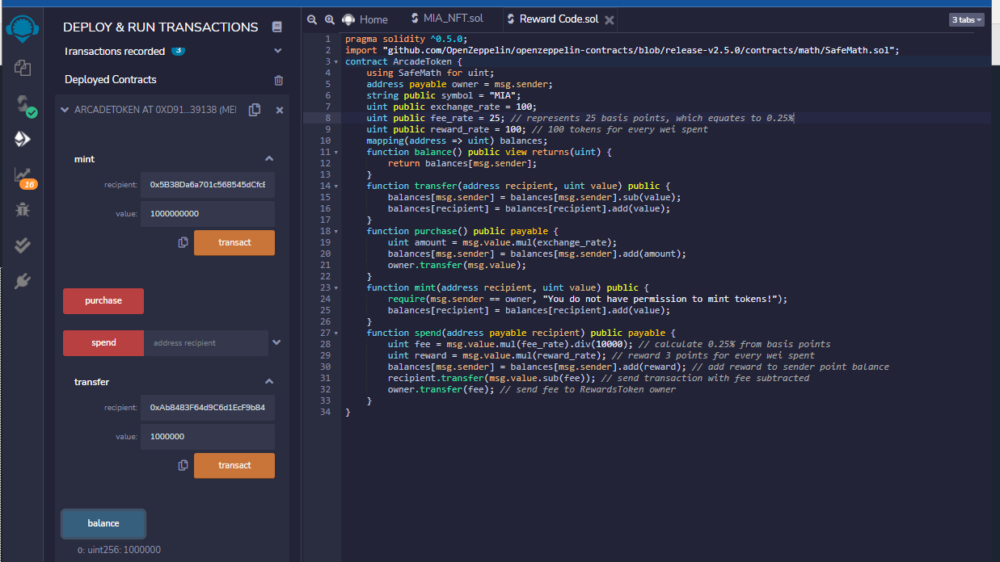 DEPLOY & RUN TRANSACTIONS
Transactions recorded 3
Deployed Contracts
ARCADETOKEN AT 0XD91...39138 (MEI
mint
recipient: 0x5B38Da6a701c568545dCfcB
value: 1000000000
transact
purchase
spend address recipient
transfer
recipient: 0xAb8483F64d9C6d1EcF9b84
value: 1000000
transact
balance
0: uint256: 1000000
16
Home MIA_NFT.sol Reward Code.sol 3 tabs
1 pragma solidity ^0.5.0;
2 import "github.com/OpenZeppelin/openzeppelin-contracts/blob/release-v2.5.0/contracts/math/SafeMath.sol";
3 contract ArcadeToken {
4 using SafeMath for uint;
5 address payable owner = msg.sender;
6 string public symbol = "MIA";
7 uint public exchange_rate = 100;
8 uint public fee_rate = 25; // represents 25 basis points, which equates to 0.25%
9 uint public reward_rate = 100; // 100 tokens for every wei spent
10 mapping(address => uint) balances;
11 function balance() public view returns(uint) {
12 return balances[msg.sender];
13 }
14 function transfer(address recipient, uint value) public {
15 balances[msg.sender] = balances[msg.sender].sub(value);
16 balances[recipient] = balances[recipient].add(value);
17 }
18 function purchase() public payable {
19 uint amount = msg.value.mul(exchange_rate);
20 balances[msg.sender] = balances[msg.sender].add(amount);
21 owner.transfer(msg.value);
22 }
23 function mint(address recipient, uint value) public {
24 require(msg.sender == owner, "You do not have permission to mint tokens!");
25 balances[recipient] = balances[recipient].add(value);
26 }
27 function spend(address payable recipient) public payable {
28 uint fee = msg.value.mul(fee_rate).div(10000); // calculate 0.25% from basis points
29 uint reward = msg.value.mul(reward_rate); // reward 3 points for every wei spent
30 balances[msg.sender] = balances[msg.sender].add(reward); // add reward to sender point balance
31 recipient.transfer(msg.value.sub(fee)); // send transaction with fee subtracted
32 owner.transfer(fee); // send fee to RewardsToken owner
33 }
34 }